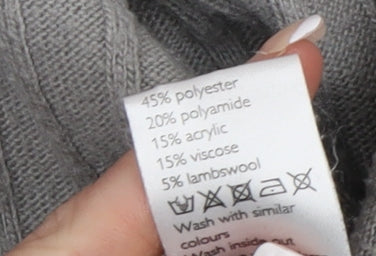 45% polyester
20% polyamide
15% acrylic
15% viscose
5% lambswool
Wash with similar
colours
Wash inside out